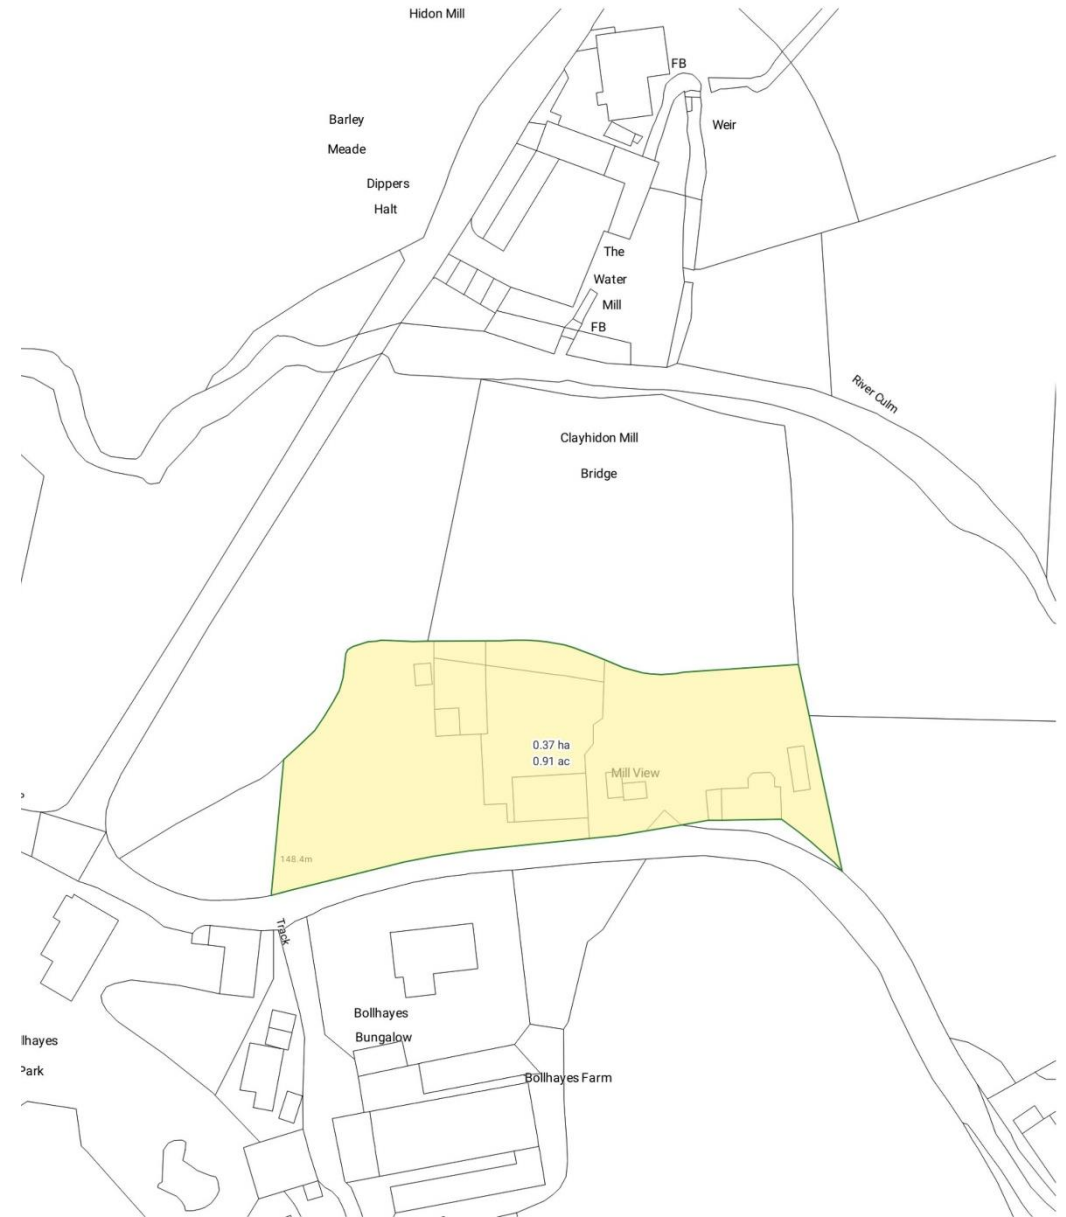 Hidon Mill
FB
Barley
Meade
Weir
Dippers
Halt
The
Water
Mill
FB
River Culm
Clayhidon Mill
Bridge
0.37 ha
0.91 ac
Mill View
148.4m
Track
Bollhayes
Bungalow
lhayes
Park
Bollhayes Farm